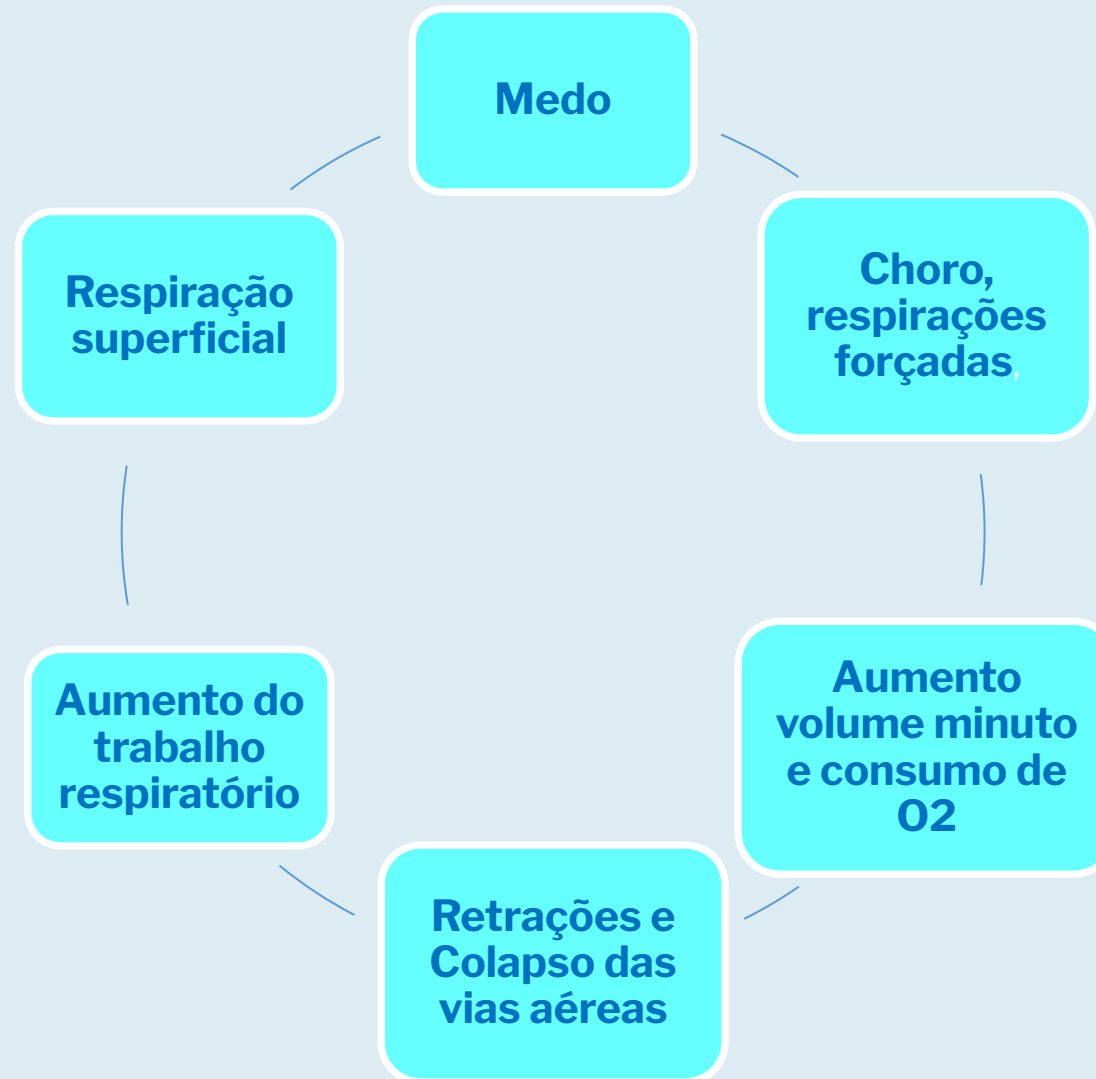 Medo
Choro,
respirações
forçadas,
Aumento
volume minuto
e consumo de
O2
Retrações e
Colapso das
vias aéreas
Aumento do
trabalho
respiratório
Respiração
superficial